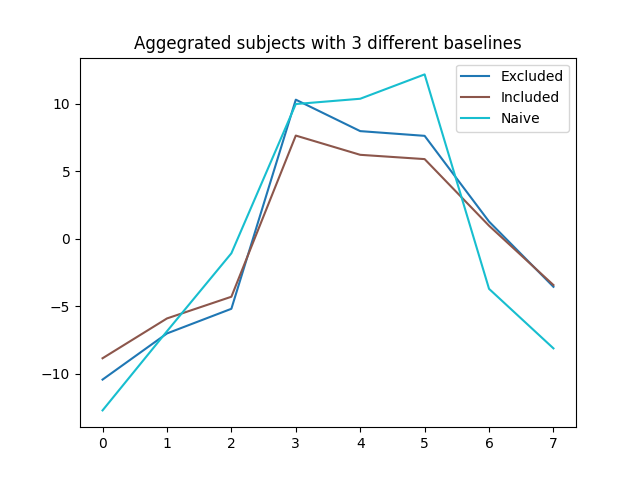 Aggegrated subjects with 3 different baselines
Excluded
Included
Naive
10
5
0
−5
−10
0 1 2 3 4 5 6 7